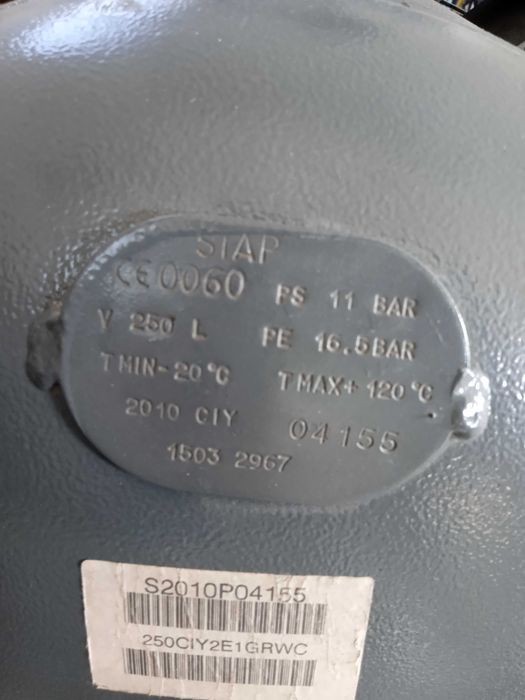 SIAP
CE0060 PS 11 BAR
V 250 L PE 16.5BAR
TMIN-20°C TMAX+120°C
2010 CIY 04155
1503 2967
S2010P04155
250CIY2E1GRWC